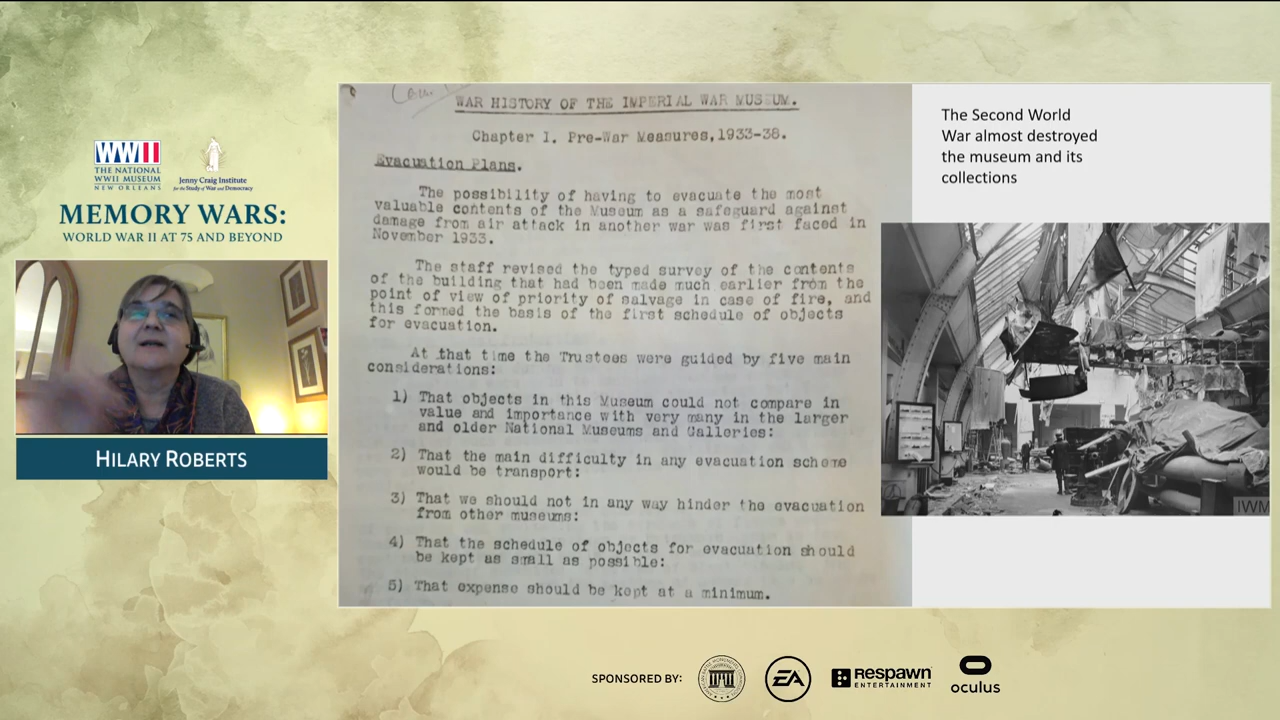 WWII
THE NATIONAL
WWII MUSEUM
NEW ORLEANS
Jenny Craig Institute
for the Study of War and Democracy
MEMORY WARS:
WORLD WAR II AT 75 AND BEYOND
HILARY ROBERTS
WAR HISTORY OF THE IMPERIAL WAR MUSEUM.
Chapter I. Pre-War Measures, 1933-38.
Evacuation Plans.
The possibility of having to evacuate the most
valuable contents of the Museum as a safeguard against
damage from air attack in another war was first faced in
November 1933.
The staff revised the typed survey of the contents
of the building that had been made much earlier from the
point of view of priority of salvage in case of fire, and
this formed the basis of the first schedule of objects
for evacuation.
At that time the Trustees were guided by five main
considerations:
1) That objects in this Museum could not compare in
value and importance with very many in the larger
and older National Museums and Galleries:
2) That the main difficulty in any evacuation scheme
would be transport:
3) That we should not in any way hinder the evacuation
from other museums:
4) That the schedule of objects for evacuation should
be kept as small as possible:
5) That expense should be kept at a minimum.
The Second World
War almost destroyed
the museum and its
collections
IWM
SPONSORED BY:
EA
RESPAWN
ENTERTAINMENT
oculus